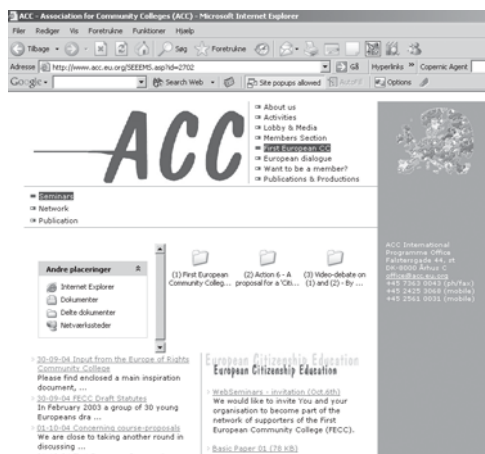 ACC - Association for Community Colleges (ACC) - Microsoft Internet Explorer
Filer Rediger Vis Foretrukne Funktioner Hjælp
Tilbage Søg Foretrukne
Adresse http://www.acc.eu.org/SEEEMS.asp?id=2702 Gå Hyperlinks » Copernic Agent
Google Search Web Site popups allowed AutoFill Options
ACC
About us
Activities
Lobby & Media
Members Section
First European CC
European dialogue
Want to be a member?
Publications & Productions
Seminars
Network
Publication
Andre placeringer
Internet Explorer
Dokumenter
Delte dokumenter
Netværkssteder
(1) First European Community Colleg...
(2) Action 6 - A proposal for a 'Citi...
(3) Video-debate on (1) and (2) - By ...
ACC International
Programme Office
Falstersgade 44, st
DK-8000 Århus C
office@acc.eu.org
+45 7363 0043 (ph/fax)
+45 2425 3068 (mobile)
+45 2561 0031 (mobile)
30-09-04 Input from the Europe of Rights
Community College
Please find enclosed a main inspiration
document, ...
30-09-04 FECC Draft Statutes
In February 2003 a group of 30 young
Europeans dra ...
01-10-04 Concerning course-proposals
We are close to taking another round in
discussing ...
European Citizenship Education
European Citizenship Education
WebSeminars - invitation (Oct.6th)
We would like to invite You and your
organisation to become part of the
network of supporters of the First
European Community College (FECC).
Basic Paper 01 (78 KB)